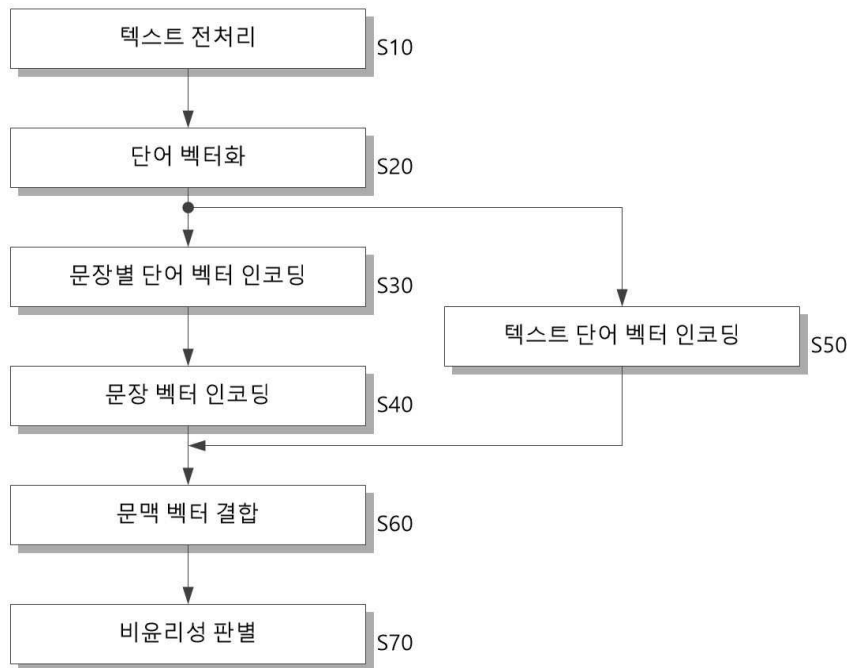 텍스트 전처리
S10
단어 벡터화
S20
문장별 단어 벡터 인코딩
S30
텍스트 단어 벡터 인코딩
S50
문장 벡터 인코딩
S40
문맥 벡터 결합
S60
비윤리성 판별
S70